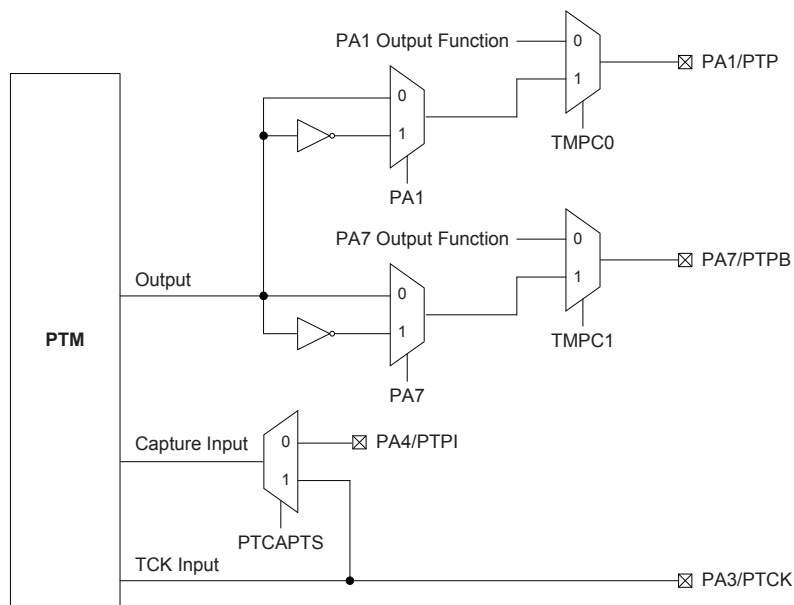 PA1 Output Function
0
PA1/PTP
1
0
1
TMPC0
PA1
PA7 Output Function
0
PA7/PTPB
1
Output
0
1
TMPC1
PTM
PA7
Capture Input
0
PA4/PTPI
1
PTCAPTS
TCK Input
PA3/PTCK